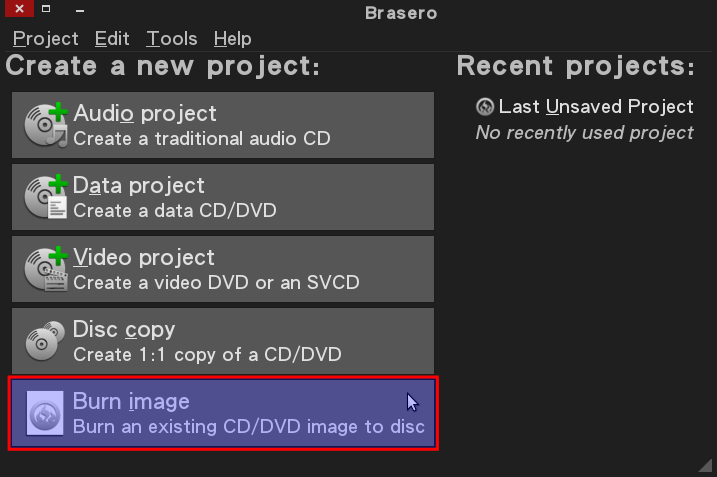 Brasero
Project Edit Tools Help
Create a new project:
Audio project
Create a traditional audio CD
Data project
Create a data CD/DVD
Video project
Create a video DVD or an SVCD
Disc copy
Create 1:1 copy of a CD/DVD
Burn image
Burn an existing CD/DVD image to disc
Recent projects:
Last Unsaved Project
No recently used project